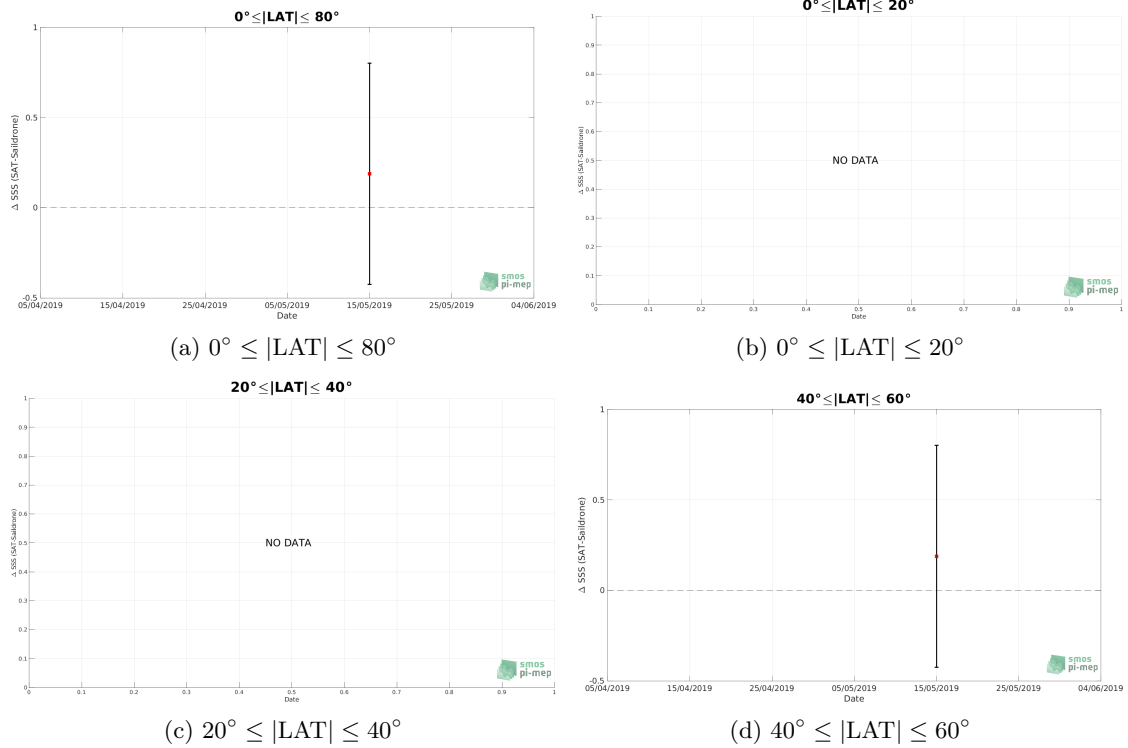 0°≤|LAT|≤ 80°
1
0.5
0
-0.5
Δ SSS (SAT-Saildrone)
05/04/2019 15/04/2019 25/04/2019 05/05/2019 15/05/2019 25/05/2019 04/06/2019
Date
smos
pi-mep
(a) 0° ≤ |LAT| ≤ 80°
0°≤|LAT|≤ 20°
1
0.9
0.8
0.7
0.6
0.5
0.4
0.3
0.2
0.1
0
Δ SSS (SAT-Saildrone)
NO DATA
0 0.1 0.2 0.3 0.4 0.5 0.6 0.7 0.8 0.9 1
Date
smos
pi-mep
(b) 0° ≤ |LAT| ≤ 20°
20°≤|LAT|≤ 40°
1
0.9
0.8
0.7
0.6
0.5
0.4
0.3
0.2
0.1
0
Δ SSS (SAT-Saildrone)
NO DATA
0 0.1 0.2 0.3 0.4 0.5 0.6 0.7 0.8 0.9 1
Date
smos
pi-mep
(c) 20° ≤ |LAT| ≤ 40°
40°≤|LAT|≤ 60°
1
0.5
0
-0.5
Δ SSS (SAT-Saildrone)
05/04/2019 15/04/2019 25/04/2019 05/05/2019 15/05/2019 25/05/2019 04/06/2019
Date
smos
pi-mep
(d) 40° ≤ |LAT| ≤ 60°